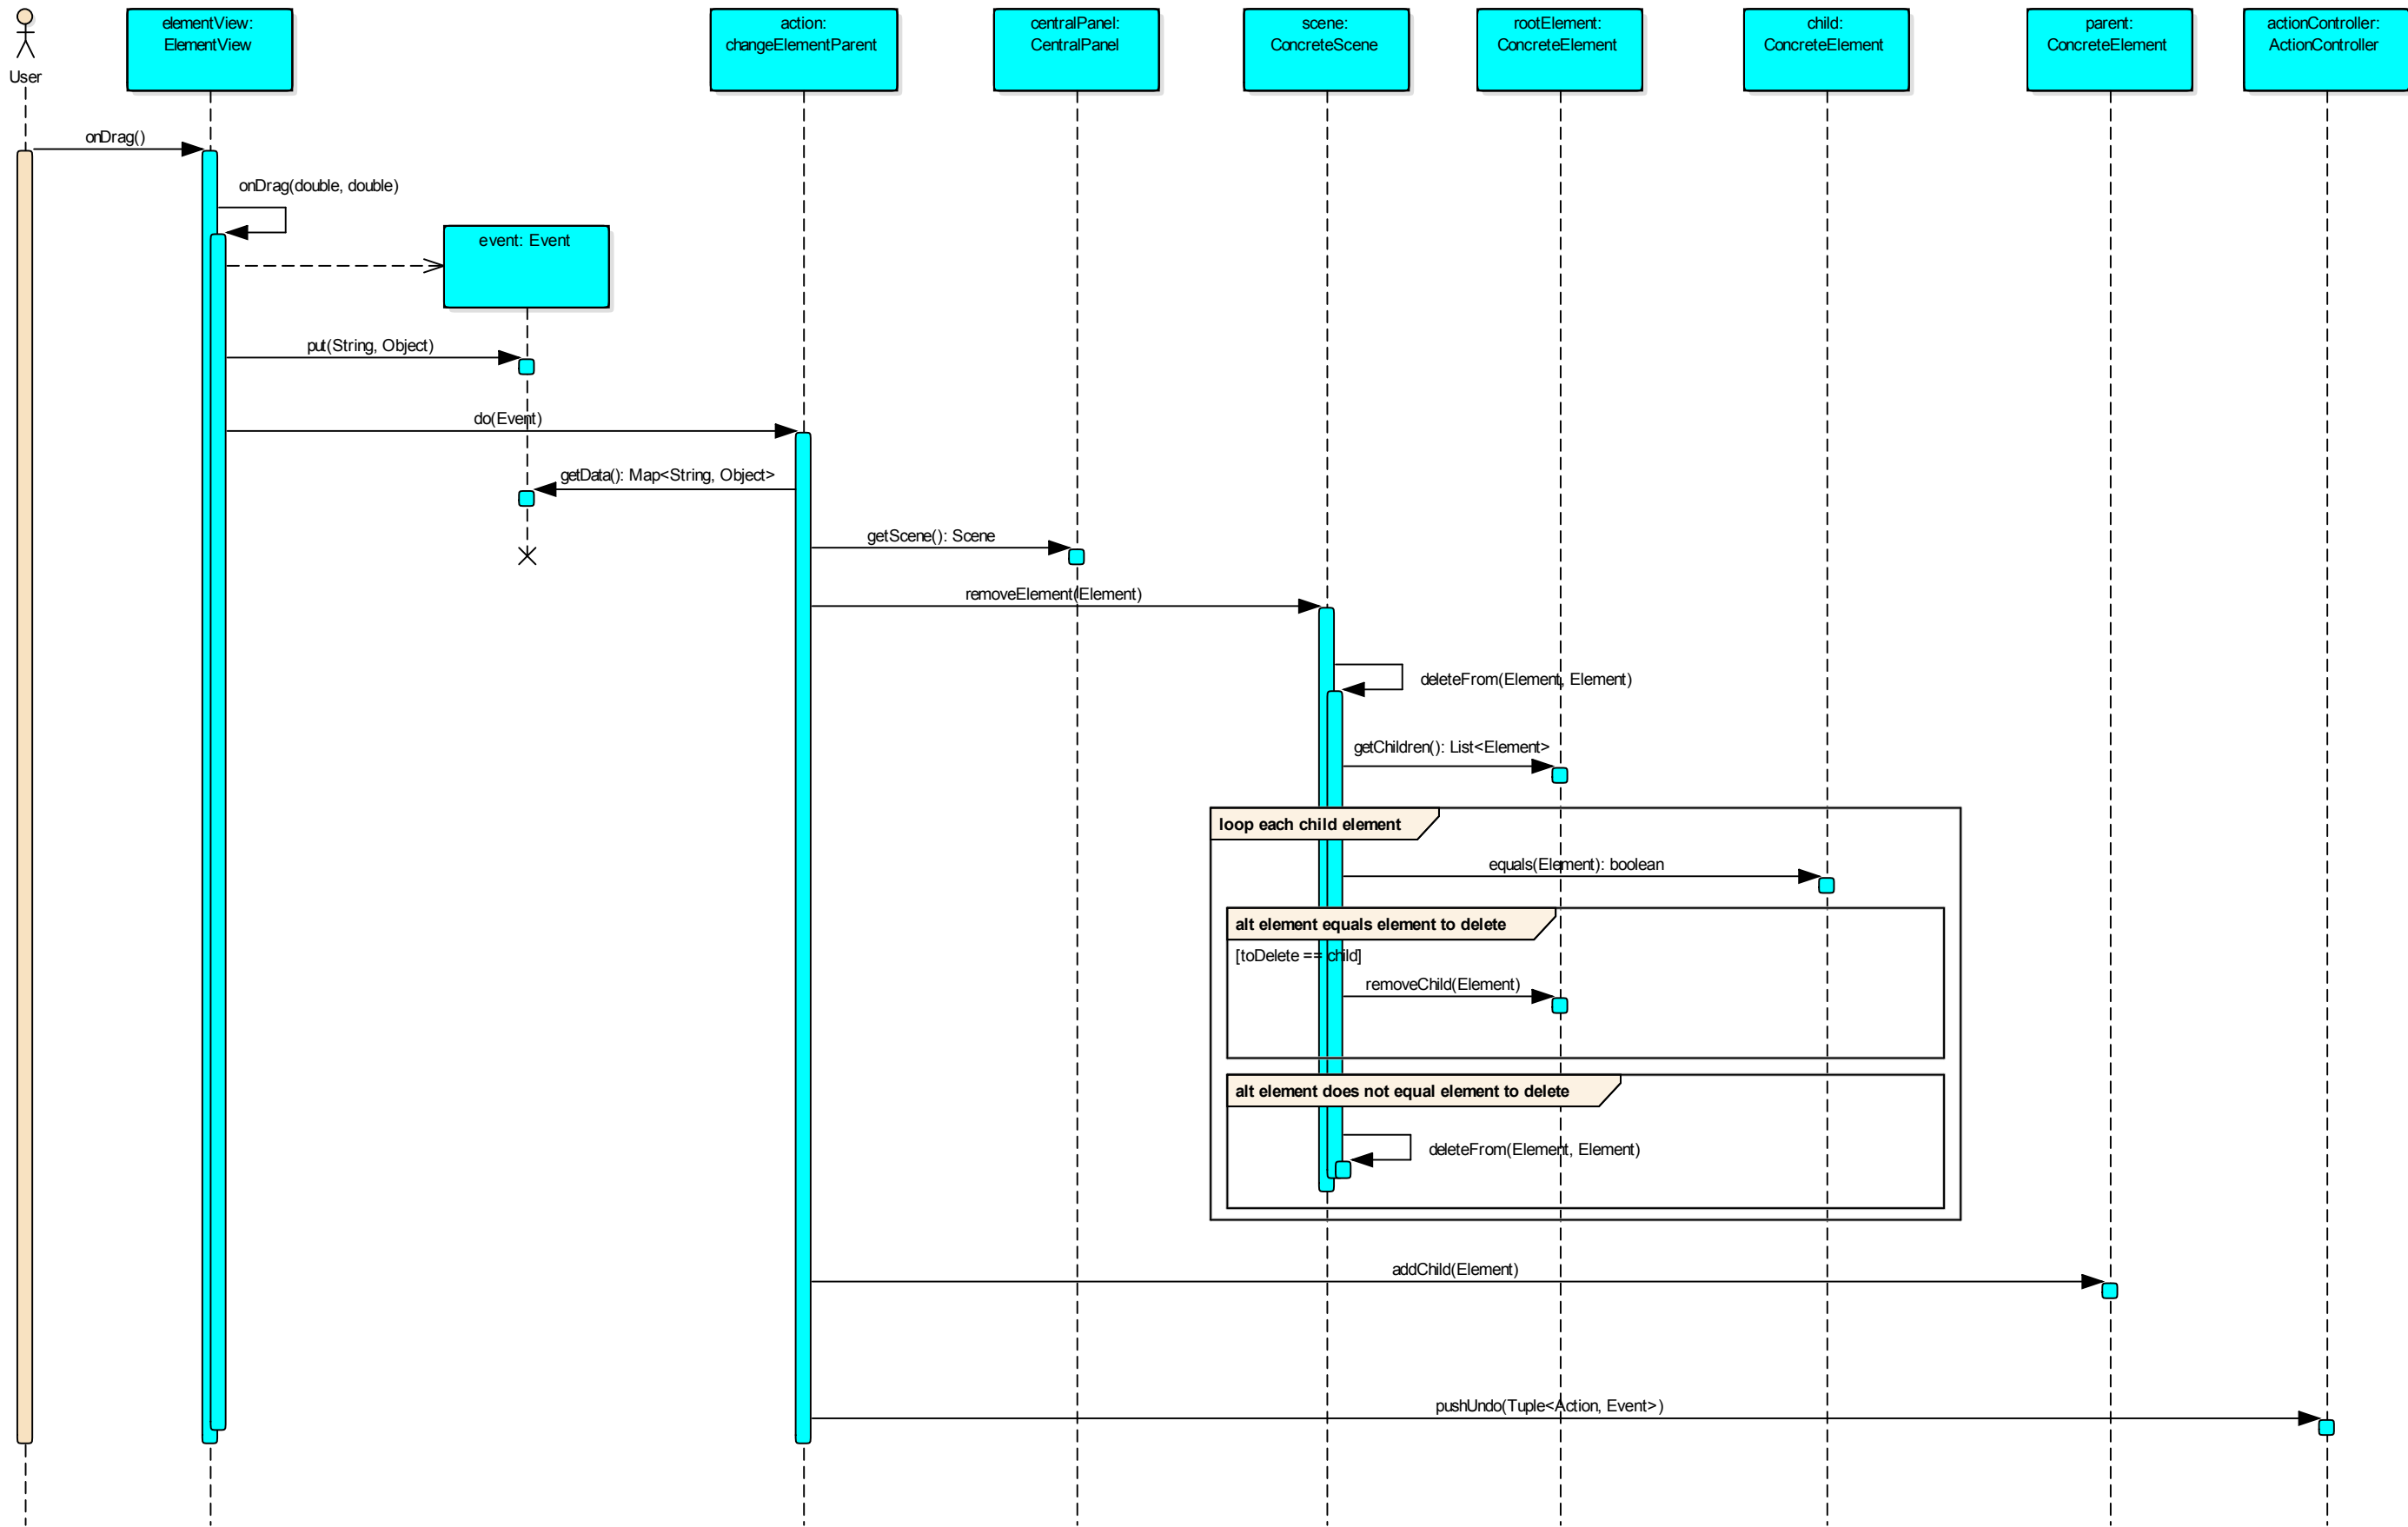 elementView:
ElementView
action:
changeElementParent
centralPanel:
CentralPanel
scene:
ConcreteScene
rootElement:
ConcreteElement
child:
ConcreteElement
parent:
ConcreteElement
actionController:
ActionController
User
onDrag()
onDrag(double, double)
event: Event
put(String, Object)
do(Event)
getData(): Map<String, Object>
getScene(): Scene
removeElement(Element)
deleteFrom(Element, Element)
getChildren(): List<Element>
loop each child element
equals(Element): boolean
alt element equals element to delete
[toDelete == child]
removeChild(Element)
alt element does not equal element to delete
deleteFrom(Element, Element)
addChild(Element)
pushUndo(Tuple<Action, Event>)